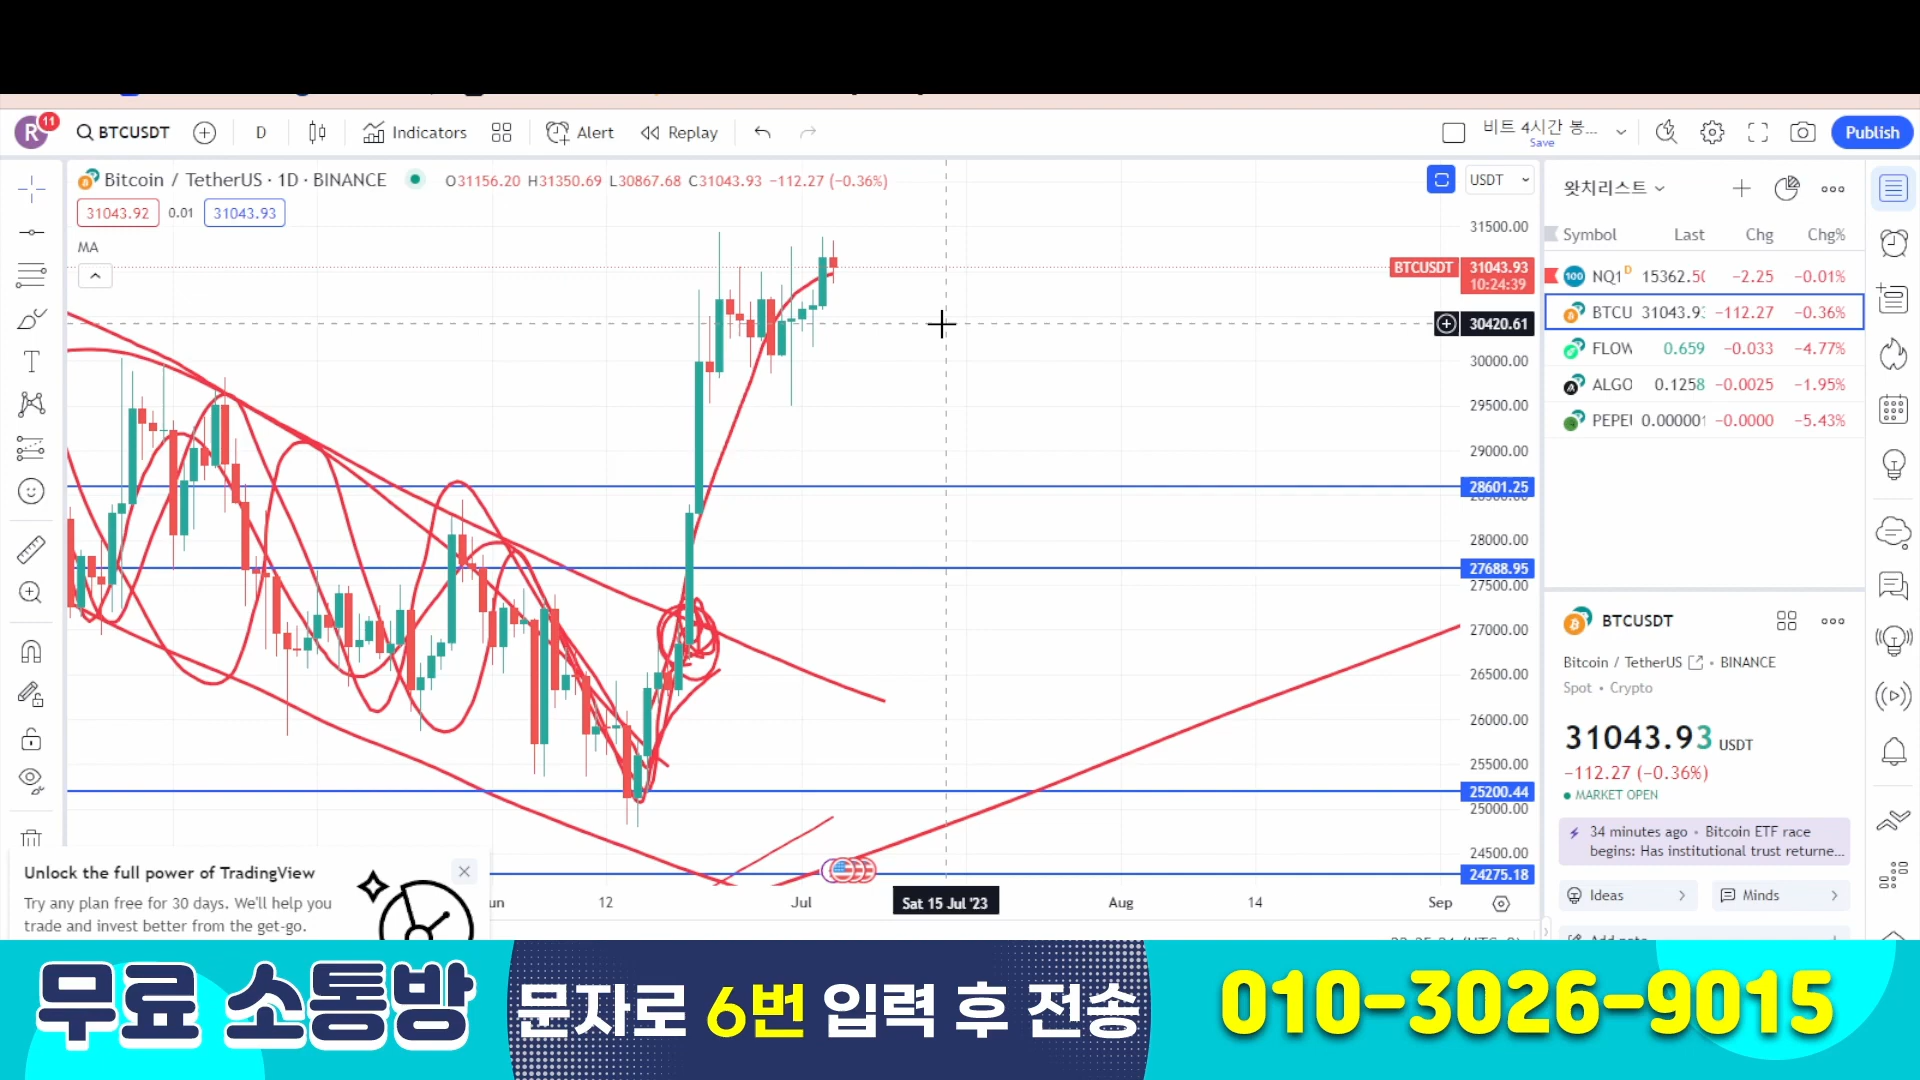 R 11 BTCUSDT D Indicators Alert Replay 비트 4시간 봉... Save Publish
Bitcoin / TetherUS · 1D · BINANCE O31156.20 H31350.69 L30867.68 C31043.93 −112.27 (−0.36%) USDT
31043.92 0.01 31043.93
MA
31500.00
BTCUSDT 31043.93
10:24:39
30420.61
30000.00
29500.00
29000.00
28601.25
28000.00
27688.95
27500.00
27000.00
26500.00
26000.00
25500.00
25200.44
25000.00
24500.00
24275.18
12 Jul Sat 15 Jul '23 Aug 14 Sep
왓치리스트
Symbol Last Chg Chg%
100 NQ1 D 15362.50 −2.25 −0.01%
BTCU 31043.93 −112.27 −0.36%
FLOW 0.659 −0.033 −4.77%
ALGO 0.1258 −0.0025 −1.95%
PEPEU 0.000001 −0.0000 −5.43%
BTCUSDT
Bitcoin / TetherUS • BINANCE
Spot • Crypto
31043.93 USDT
−112.27 (−0.36%)
MARKET OPEN
34 minutes ago • Bitcoin ETF race
begins: Has institutional trust returne...
Ideas Minds
Unlock the full power of TradingView
Try any plan free for 30 days. We'll help you
trade and invest better from the get-go.
무료 소통방 문자로 6번 입력 후 전송 010-3026-9015